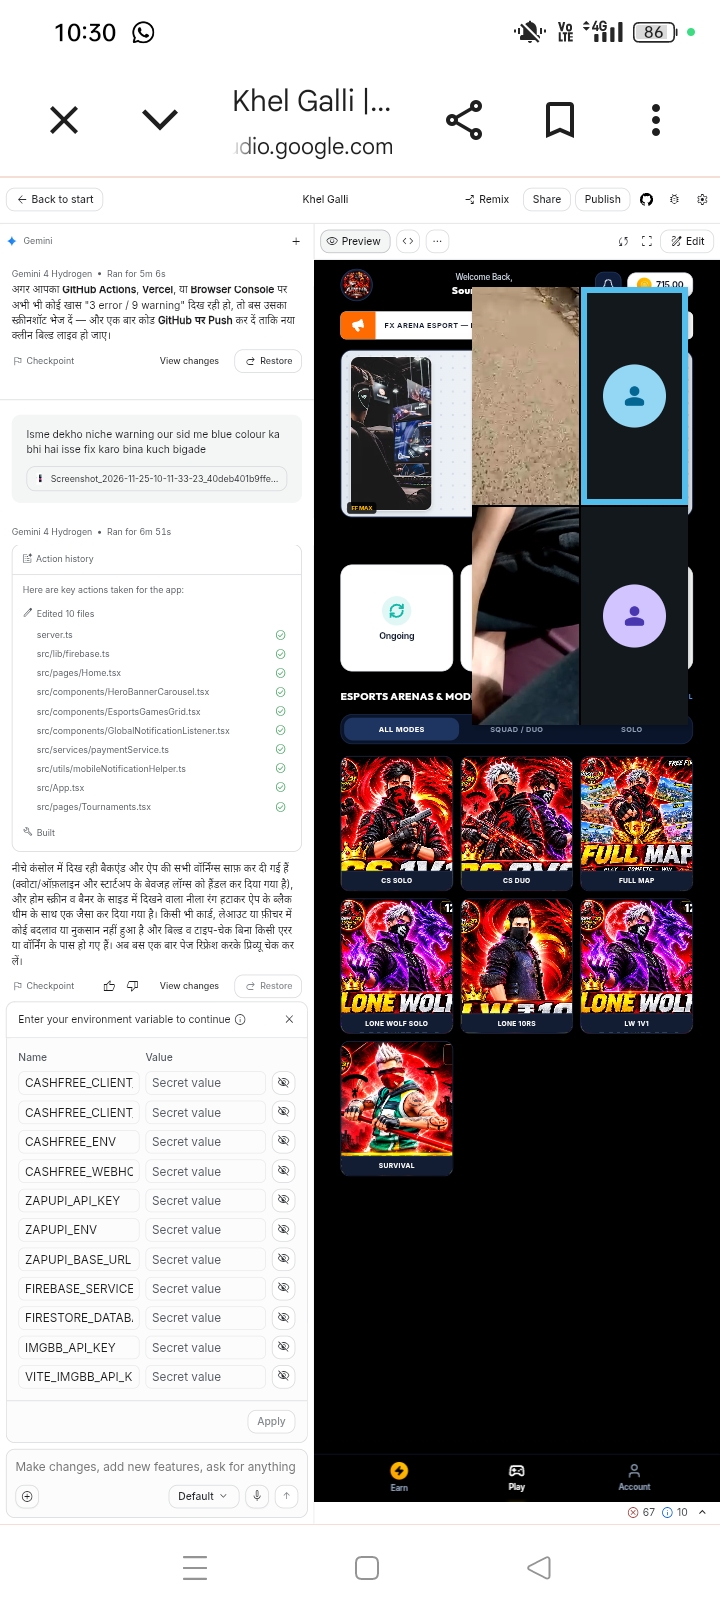 10:30
Vo LTE
4G
86
Khel Galli |...
dio.google.com
Back to start
Khel Galli
Remix
Share
Publish
Gemini
Preview
Edit
Gemini 4 Hydrogen • Ran for 5m 6s
अगर आपका GitHub Actions, Vercel, या Browser Console पर
अभी भी कोई खास "3 error / 9 warning" दिख रही हो, तो बस उसका
स्क्रीनशॉट भेज दें — और एक बार कोड GitHub पर Push कर दें ताकि नया
क्लीन बिल्ड लाइव हो जाए।
Checkpoint
View changes
Restore
Isme dekho niche warning our sid me blue colour ka
bhi hai isse fix karo bina kuch bigade
Screenshot_2026-11-25-10-11-33-23_40deb401b9ffe...
Gemini 4 Hydrogen • Ran for 6m 51s
Action history
Here are key actions taken for the app:
Edited 10 files
server.ts
src/lib/firebase.ts
src/pages/Home.tsx
src/components/HeroBannerCarousel.tsx
src/components/EsportsGamesGrid.tsx
src/components/GlobalNotificationListener.tsx
src/services/paymentService.ts
src/utils/mobileNotificationHelper.ts
src/App.tsx
src/pages/Tournaments.tsx
Built
नीचे कंसोल में दिख रही बैकएंड और ऐप की सभी वॉर्निंग्स साफ़ कर दी गई हैं
(क्वोटा/ऑफ़लाइन और स्टार्टअप के बेवजह लॉग्स को हैंडल कर दिया गया है),
और होम स्क्रीन व बैनर के साइड में दिखने वाला नीला रंग हटाकर ऐप के ब्लैक
थीम के साथ एक जैसा कर दिया गया है। किसी भी कार्ड, लेआउट या फ़ीचर में
कोई बदलाव या नुकसान नहीं हुआ है और बिल्ड व टाइप-चेक बिना किसी एरर
या वॉर्निंग के पास हो गए हैं। अब बस एक बार पेज रिफ्रेश करके प्रिव्यू चेक कर
लें।
Checkpoint
View changes
Restore
Enter your environment variable to continue
Name
Value
CASHFREE_CLIENT_
Secret value
CASHFREE_CLIENT_
Secret value
CASHFREE_ENV
Secret value
CASHFREE_WEBHC
Secret value
ZAPUPI_API_KEY
Secret value
ZAPUPI_ENV
Secret value
ZAPUPI_BASE_URL
Secret value
FIREBASE_SERVICE
Secret value
FIRESTORE_DATAB
Secret value
IMGBB_API_KEY
Secret value
VITE_IMGBB_API_K
Secret value
Apply
Make changes, add new features, ask for anything
Default
Welcome Back,
Sour
715.00
FX ARENA ESPORT —
FF MAX
Ongoing
ESPORTS ARENAS & MOD
ALL MODES
SQUAD / DUO
SOLO
CS SOLO
CS DUO
FREE FI
FULL MAP
FULL MAP
LONE WOLF
LONE WOLF SOLO
LONE 10RS
LONE WOLF
LW 1V1
SURVIVAL
Earn
Play
Account
67
10